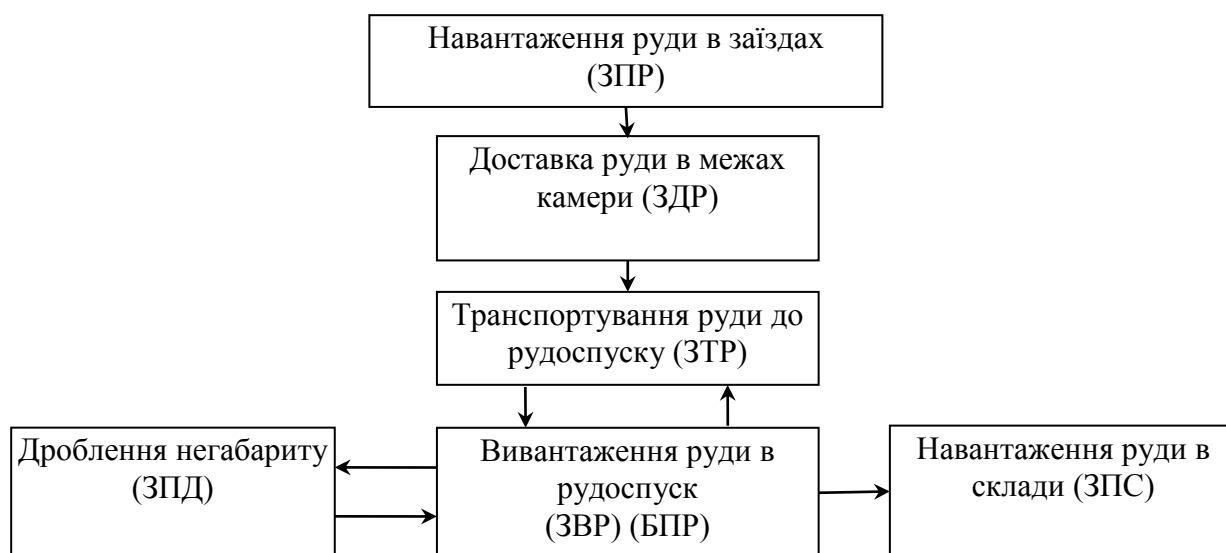 Навантаження руди в заїздах
(ЗПР)
Доставка руди в межах
камери (ЗДР)
Транспортування руди до
рудоспуску (ЗТР)
Дроблення негабариту
(ЗПД)
Вивантаження руди в
рудоспуск
(ЗВР) (БПР)
Навантаження руди в
склади (ЗПС)